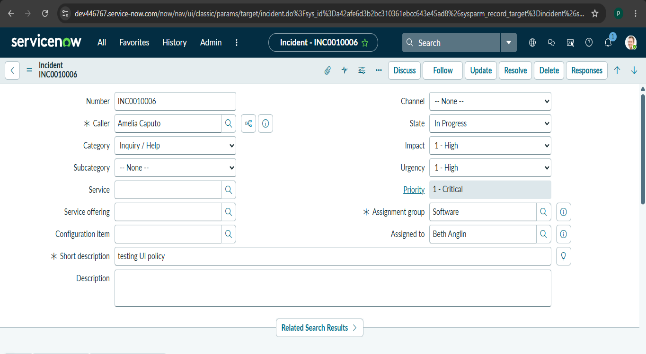 dev446767.service-now.com/now/nav/ui/classic/params/target/incident.do%3Fsys_id%3Da42afe6d3b2bc310361ebcc643e45ad8%26sysparm_record_target%3Dincident%26s...
P
servicenow All Favorites History Admin Incident - INC0010006 Search
Incident
INC0010006
Discuss Follow Update Resolve Delete Responses
Number INC0010006 Channel -- None --
Caller Amelia Caputo State In Progress
Category Inquiry / Help Impact 1 - High
Subcategory -- None -- Urgency 1 - High
Service Priority 1 - Critical
Service offering Assignment group Software
Configuration item Assigned to Beth Anglin
Short description testing UI policy
Description
Related Search Results